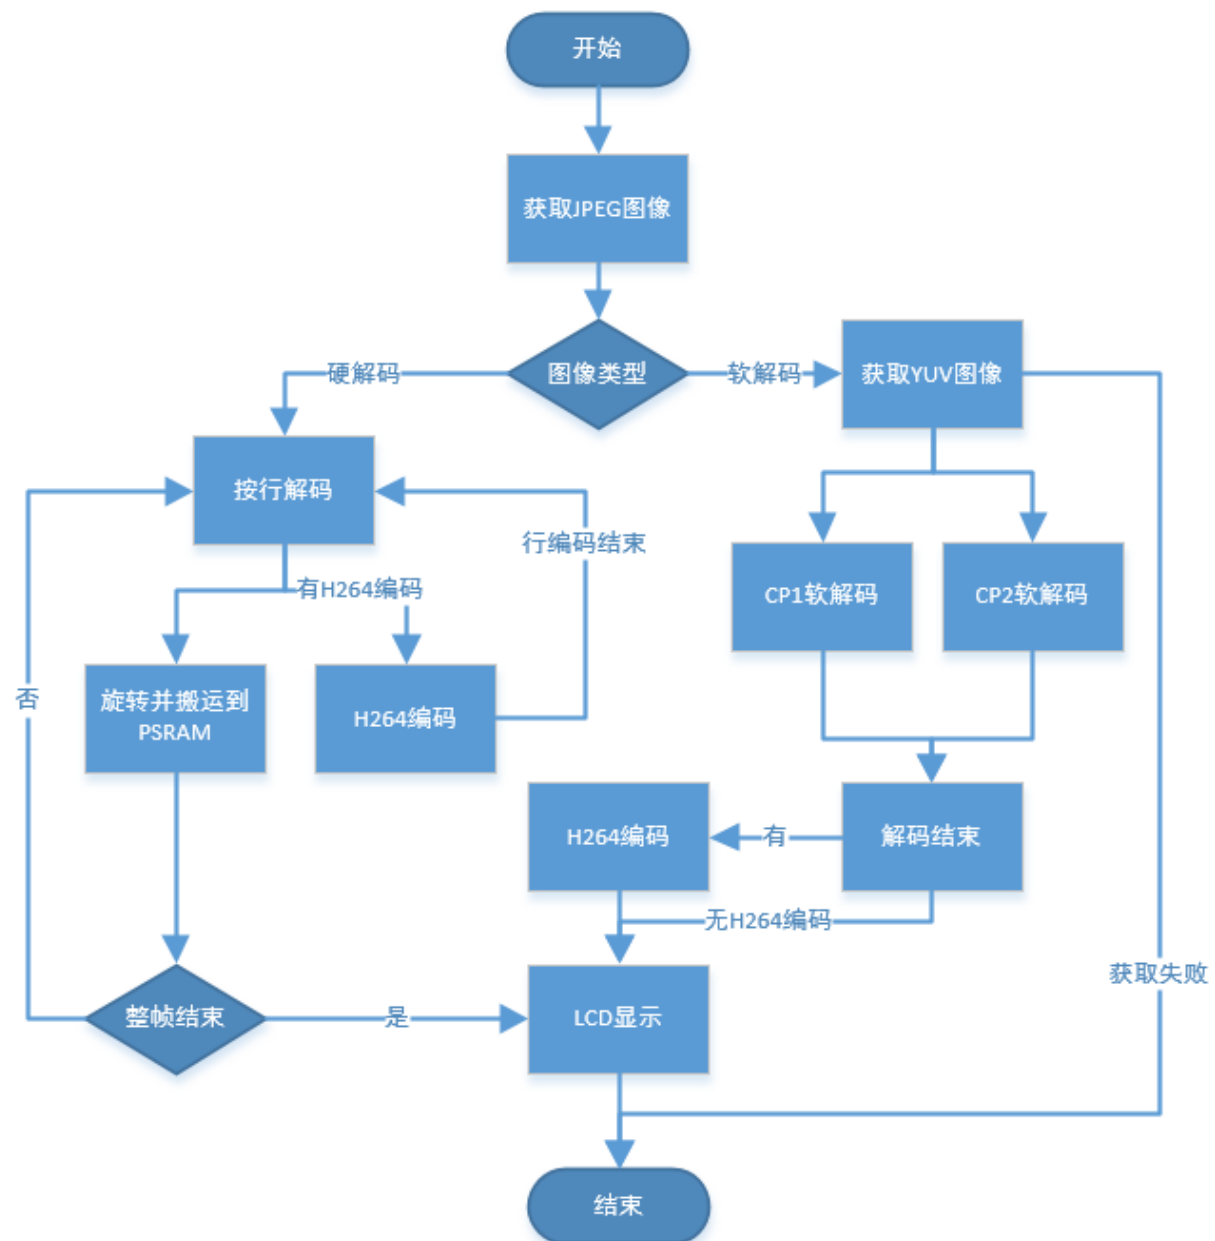 开始
获取JPEG图像
图像类型
硬解码
软解码
获取YUV图像
按行解码
行编码结束
有H264编码
CP1软解码
CP2软解码
否
旋转并搬运到
PSRAM
H264编码
H264编码
有
解码结束
无H264编码
获取失败
整帧结束
是
LCD显示
结束